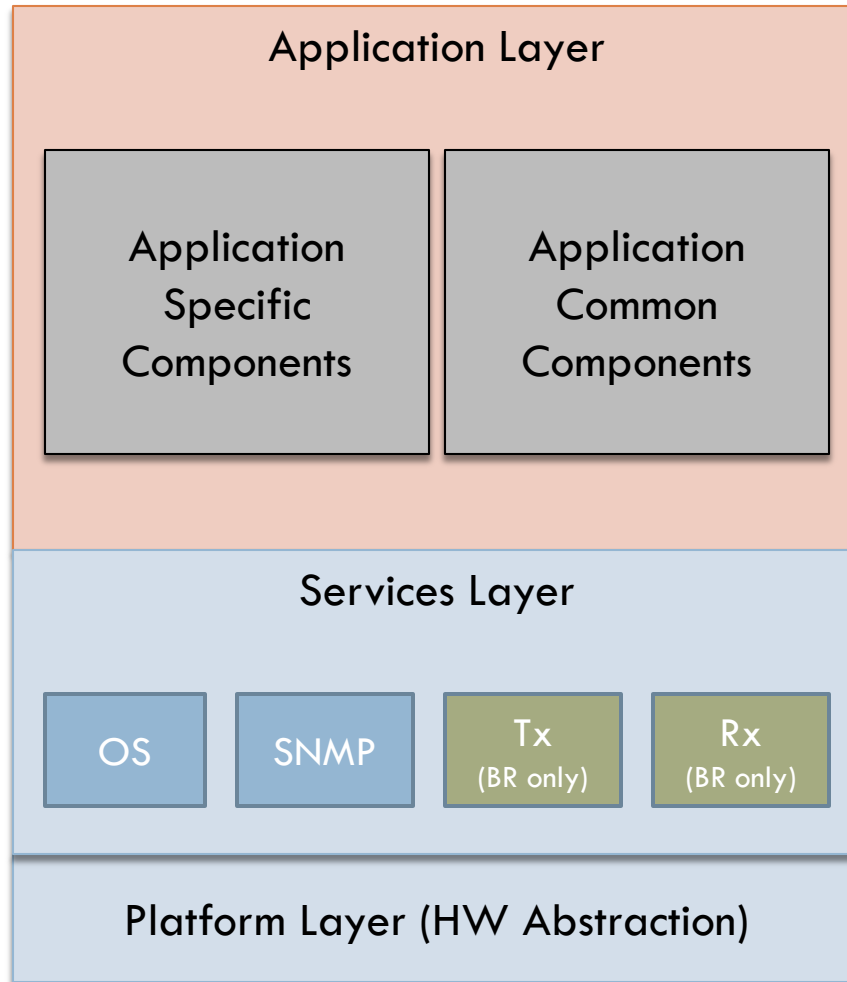 Application Layer
Application
Specific
Components
Application
Common
Components
Services Layer
OS
SNMP
Tx
(BR only)
Rx
(BR only)
Platform Layer (HW Abstraction)